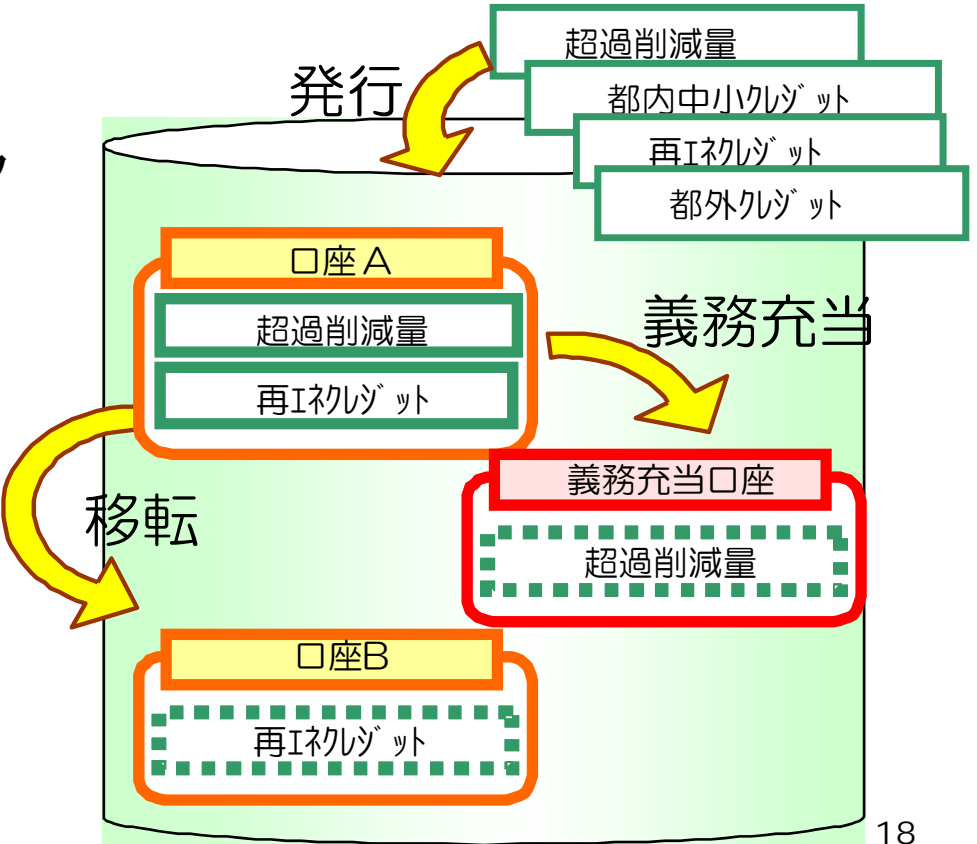 超過削減量
発行
都内中小ｸﾚｼﾞｯﾄ
再ｴﾈｸﾚｼﾞｯﾄ
都外ｸﾚｼﾞｯﾄ
口座Ａ
超過削減量
再ｴﾈｸﾚｼﾞｯﾄ
義務充当
移転
義務充当口座
超過削減量
口座B
再ｴﾈｸﾚｼﾞｯﾄ
18